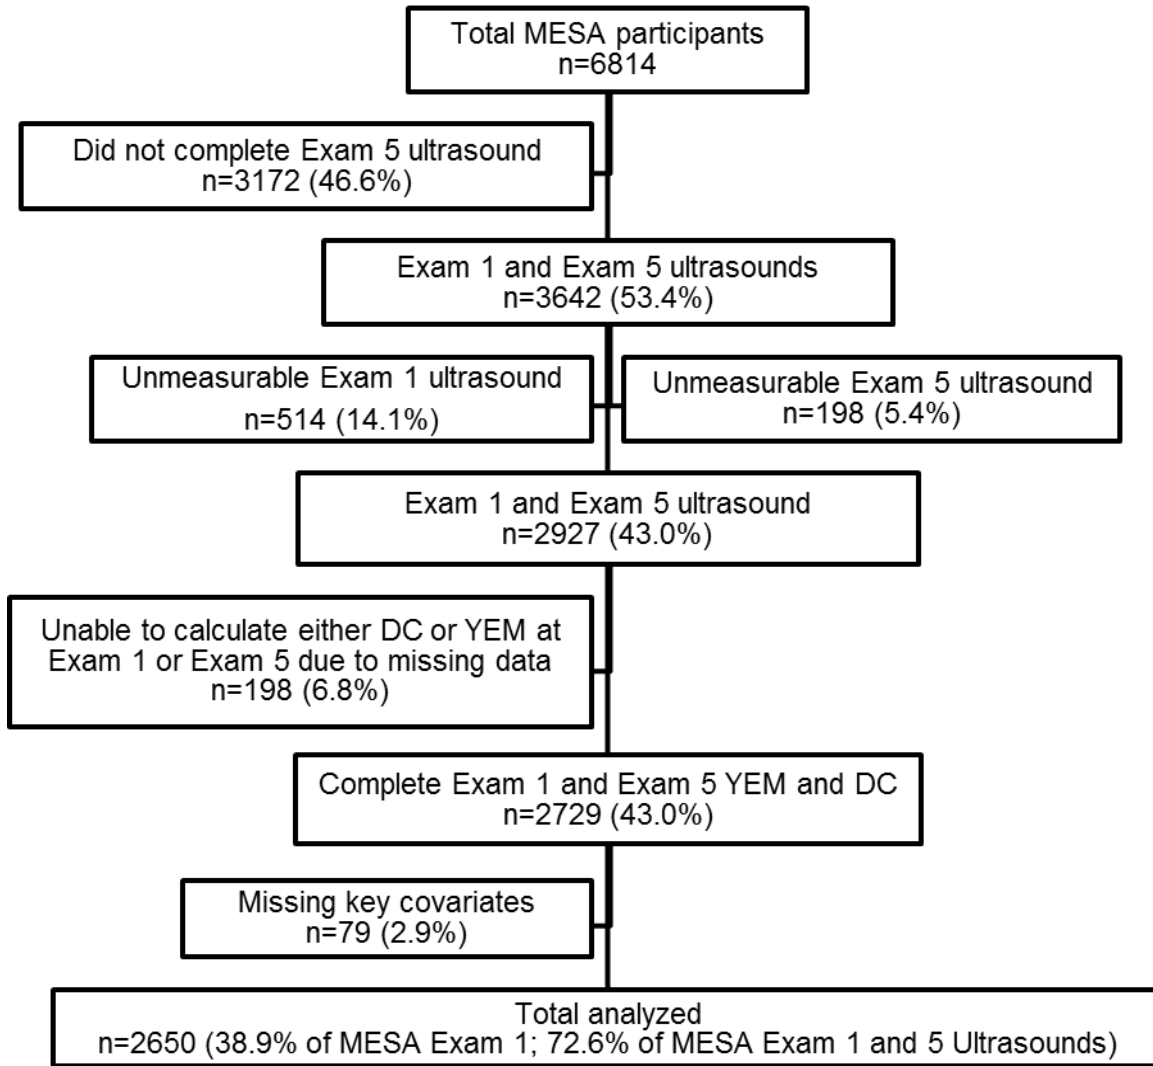 Total MESA participants
n=6814
Did not complete Exam 5 ultrasound
n=3172 (46.6%)
Exam 1 and Exam 5 ultrasounds
n=3642 (53.4%)
Unmeasurable Exam 1 ultrasound
n=514 (14.1%)
Unmeasurable Exam 5 ultrasound
n=198 (5.4%)
Exam 1 and Exam 5 ultrasound
n=2927 (43.0%)
Unable to calculate either DC or YEM at
Exam 1 or Exam 5 due to missing data
n=198 (6.8%)
Complete Exam 1 and Exam 5 YEM and DC
n=2729 (43.0%)
Missing key covariates
n=79 (2.9%)
Total analyzed
n=2650 (38.9% of MESA Exam 1; 72.6% of MESA Exam 1 and 5 Ultrasounds)